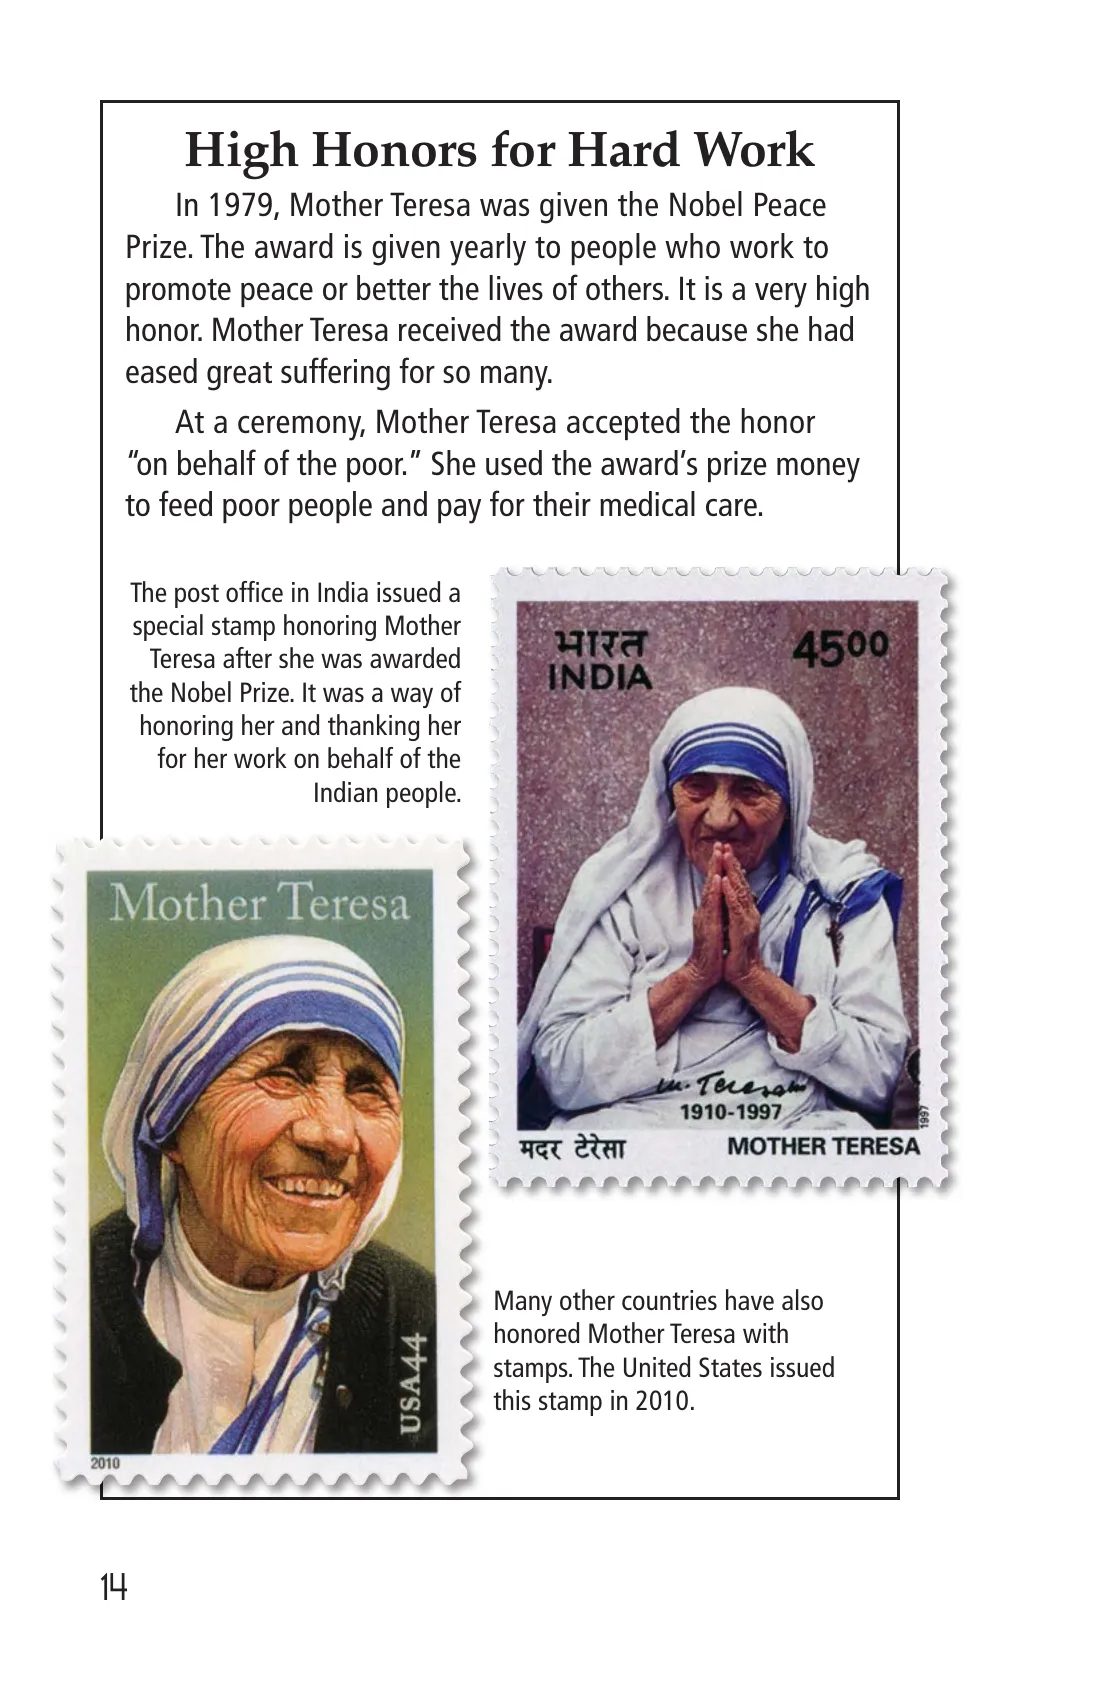 High Honors for Hard Work
In 1979, Mother Teresa was given the Nobel Peace
Prize. The award is given yearly to people who work to
promote peace or better the lives of others. It is a very high
honor. Mother Teresa received the award because she had
eased great suffering for so many.
At a ceremony, Mother Teresa accepted the honor
“on behalf of the poor.” She used the award’s prize money
to feed poor people and pay for their medical care.
The post office in India issued a
special stamp honoring Mother
Teresa after she was awarded
the Nobel Prize. It was a way of
honoring her and thanking her
for her work on behalf of the
Indian people.
भारत
INDIA
4500
M. Teresa
1910-1997
1997
मदर टेरेसा
MOTHER TERESA
Mother Teresa
USA44
2010
Many other countries have also
honored Mother Teresa with
stamps. The United States issued
this stamp in 2010.
14